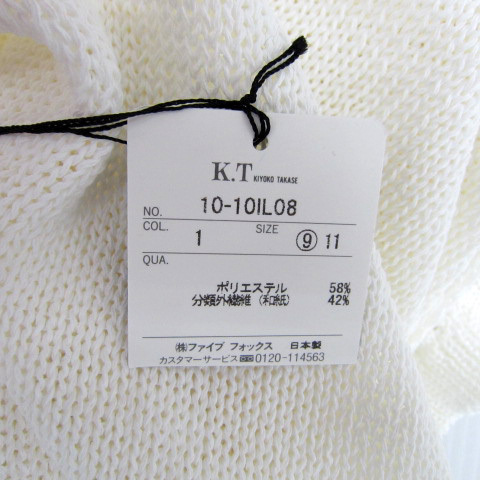 K.T KIYOKO TAKASE
NO. 10-10IL08
COL. 1 SIZE ⑨ 11
QUA.
ポリエステル 58%
分類外繊維 (和紙) 42%
(株)ファイブ フォックス 日本製
カスタマーサービス 0120-114563